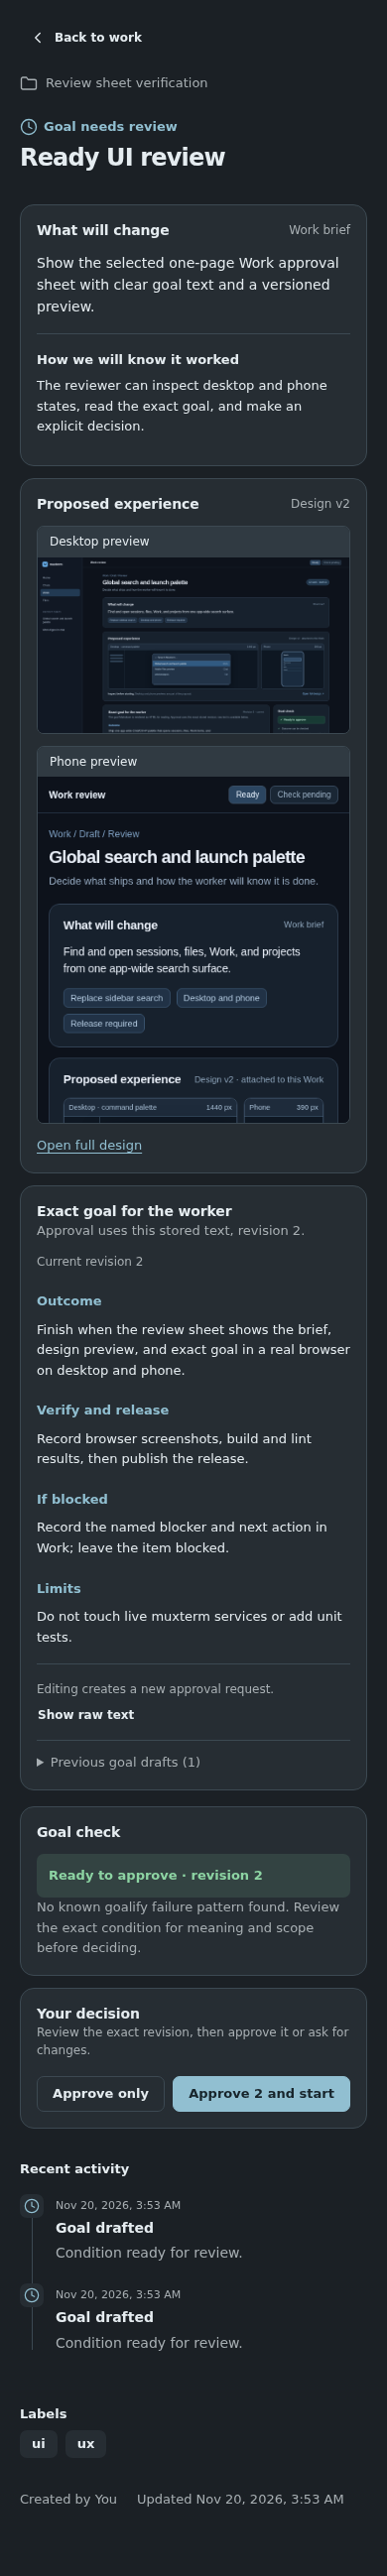 Back to work
Review sheet verification
Goal needs review
Ready UI review
What will change
Work brief
Show the selected one-page Work approval
sheet with clear goal text and a versioned
preview.
How we will know it worked
The reviewer can inspect desktop and phone
states, read the exact goal, and make an
explicit decision.
Proposed experience
Design v2
Desktop preview
Global search and launch palette
What will change
Proposed experience
Phone preview
Work review
Ready
Check pending
Work / Draft / Review
Global search and launch palette
Decide what ships and how the worker will know it is done.
What will change
Work brief
Find and open sessions, files, Work, and projects
from one app-wide search surface.
Replace sidebar search
Desktop and phone
Release required
Proposed experience
Design v2 · attached to this Work
Desktop · command palette
1440 px
Phone
390 px
Open full design
Exact goal for the worker
Approval uses this stored text, revision 2.
Current revision 2
Outcome
Finish when the review sheet shows the brief,
design preview, and exact goal in a real browser
on desktop and phone.
Verify and release
Record browser screenshots, build and lint
results, then publish the release.
If blocked
Record the named blocker and next action in
Work; leave the item blocked.
Limits
Do not touch live muxterm services or add unit
tests.
Editing creates a new approval request.
Show raw text
Previous goal drafts (1)
Goal check
Ready to approve · revision 2
No known goalify failure pattern found. Review
the exact condition for meaning and scope
before deciding.
Your decision
Review the exact revision, then approve it or ask for
changes.
Approve only
Approve 2 and start
Recent activity
Nov 20, 2026, 3:53 AM
Goal drafted
Condition ready for review.
Nov 20, 2026, 3:53 AM
Goal drafted
Condition ready for review.
Labels
ui
ux
Created by You
Updated Nov 20, 2026, 3:53 AM